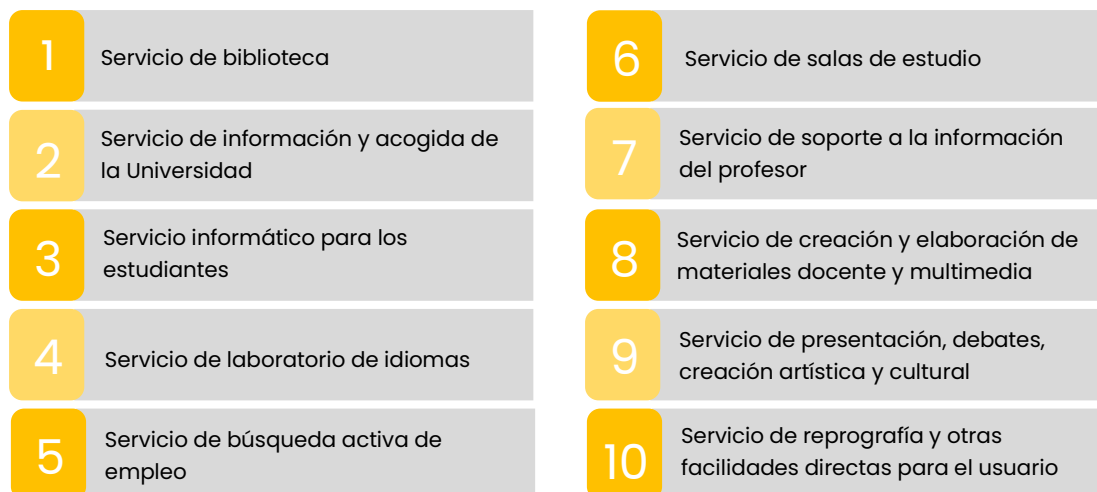 1
Servicio de biblioteca
2
Servicio de información y acogida de
la Universidad
3
Servicio informático para los
estudiantes
4
Servicio de laboratorio de idiomas
5
Servicio de búsqueda activa de
empleo
6
Servicio de salas de estudio
7
Servicio de soporte a la información
del profesor
8
Servicio de creación y elaboración de
materiales docente y multimedia
9
Servicio de presentación, debates,
creación artística y cultural
10
Servicio de reprografía y otras
facilidades directas para el usuario